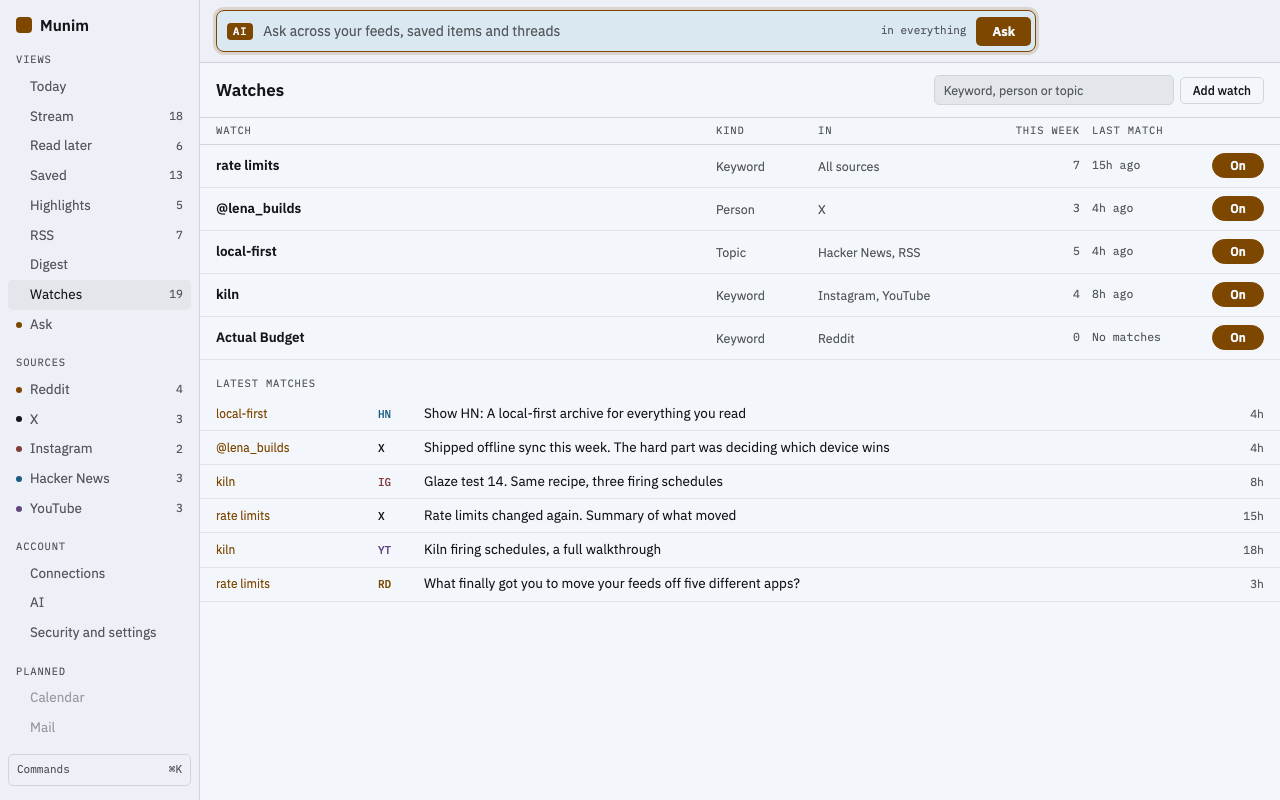 Munim
VIEWS
Today
Stream 18
Read later 6
Saved 13
Highlights 5
RSS 7
Digest
Watches 19
Ask
SOURCES
Reddit 4
X 3
Instagram 2
Hacker News 3
YouTube 3
ACCOUNT
Connections
AI
Security and settings
PLANNED
Calendar
Mail
Commands ⌘K
AI Ask across your feeds, saved items and threads in everything Ask
Watches Keyword, person or topic Add watch
WATCH KIND IN THIS WEEK LAST MATCH
rate limits Keyword All sources 7 15h ago On
@lena_builds Person X 3 4h ago On
local-first Topic Hacker News, RSS 5 4h ago On
kiln Keyword Instagram, YouTube 4 8h ago On
Actual Budget Keyword Reddit 0 No matches On
LATEST MATCHES
local-first HN Show HN: A local-first archive for everything you read 4h
@lena_builds X Shipped offline sync this week. The hard part was deciding which device wins 4h
kiln IG Glaze test 14. Same recipe, three firing schedules 8h
rate limits X Rate limits changed again. Summary of what moved 15h
kiln YT Kiln firing schedules, a full walkthrough 18h
rate limits RD What finally got you to move your feeds off five different apps? 3h